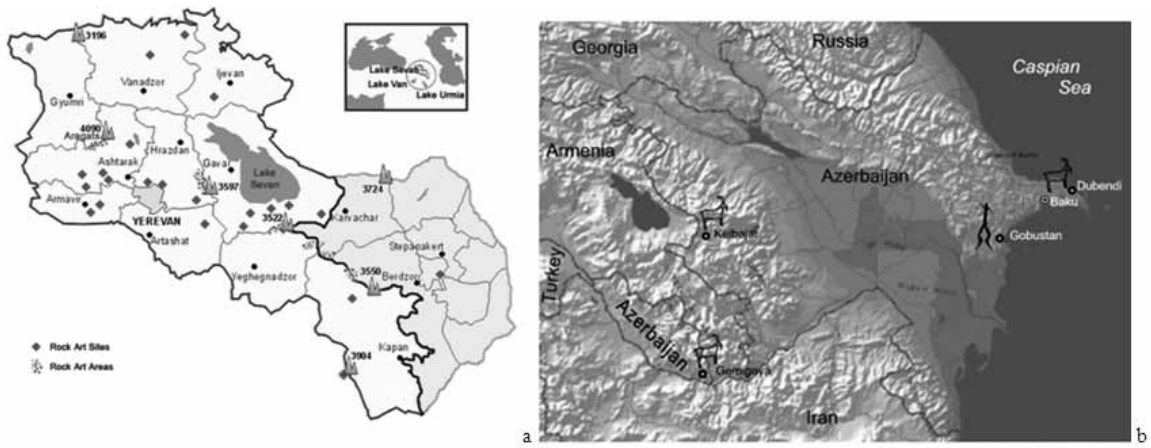 3196
Vanadzor
Ijevan
Gyumri
4090
Aragats
Hrazdan
Ashtarak
Gavar
Lake
Sevan
3597
3724
Armavir
YEREVAN
3522
Karvachar
Artashat
Stepanakert
Yeghegnadzor
3550
Berdzor
Kapan
3904
Rock Art Sites
Rock Art Areas
Lake Sevan
Lake Van
Lake Urmia
a
Georgia
Russia
Caspian
Sea
Armenia
Azerbaijan
Dubendi
Baku
Kelbajar
Gobustan
Turkey
Azerbaijan
Gemigaya
Iran
b